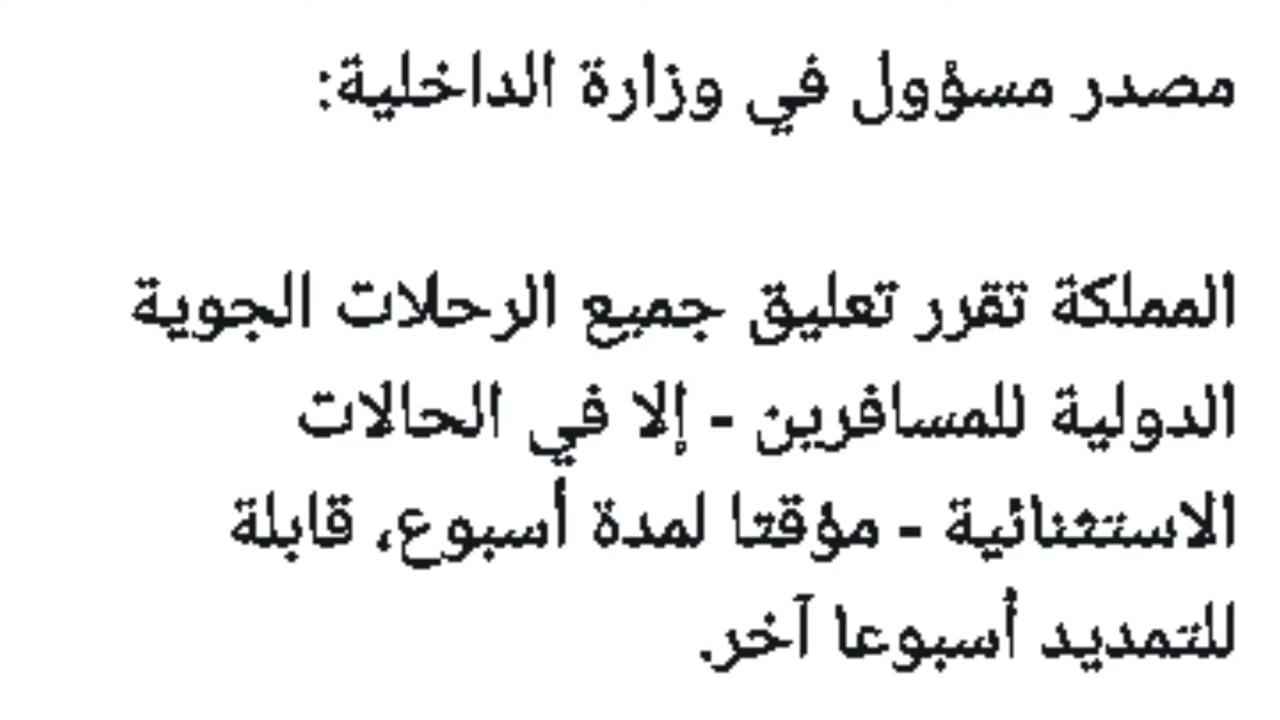 مصدر مسؤول في وزارة الداخلية:
المملكة تقرر تعليق جميع الرحلات الجوية
الدولية للمسافرين - إلا في الحالات
الاستثنائية - مؤقتا لمدة أسبوع، قابلة
للتمديد أسبوعا آخر.